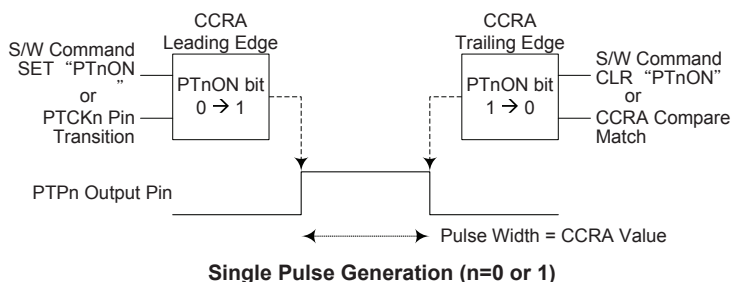 CCRA
Leading Edge
S/W Command
SET “PTnON
”
or
PTCKn Pin
Transition
PTnON bit
0 → 1
CCRA
Trailing Edge
PTnON bit
1 → 0
S/W Command
CLR “PTnON”
or
CCRA Compare
Match
PTPn Output Pin
Pulse Width = CCRA Value
Single Pulse Generation (n=0 or 1)